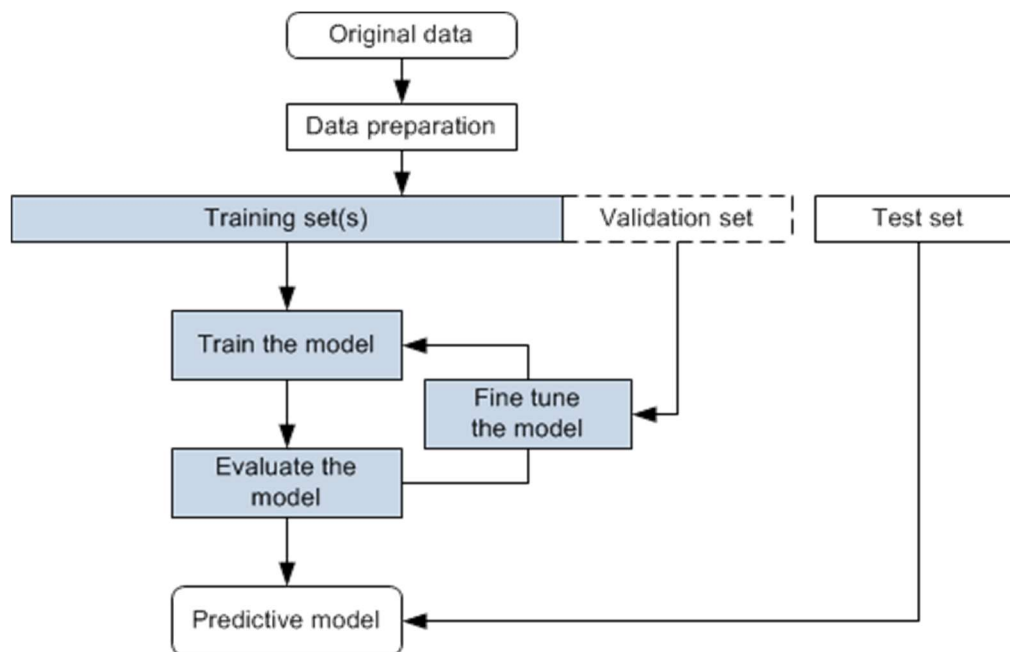 Original data
Data preparation
Training set(s)
Validation set
Test set
Train the model
Fine tune
the model
Evaluate the
model
Predictive model